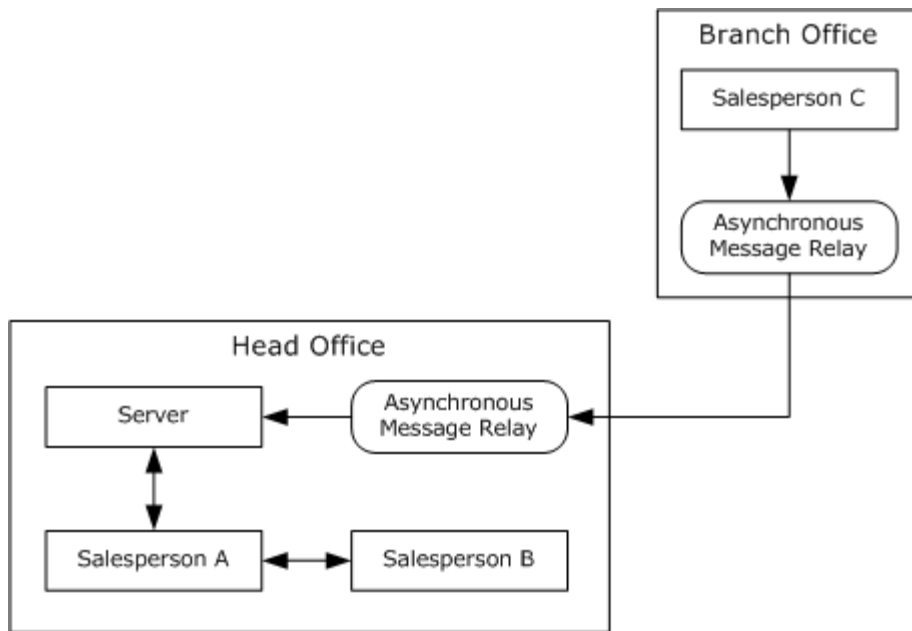 Branch Office
Salesperson C
Asynchronous
Message Relay
Head Office
Server
Asynchronous
Message Relay
Salesperson A
Salesperson B